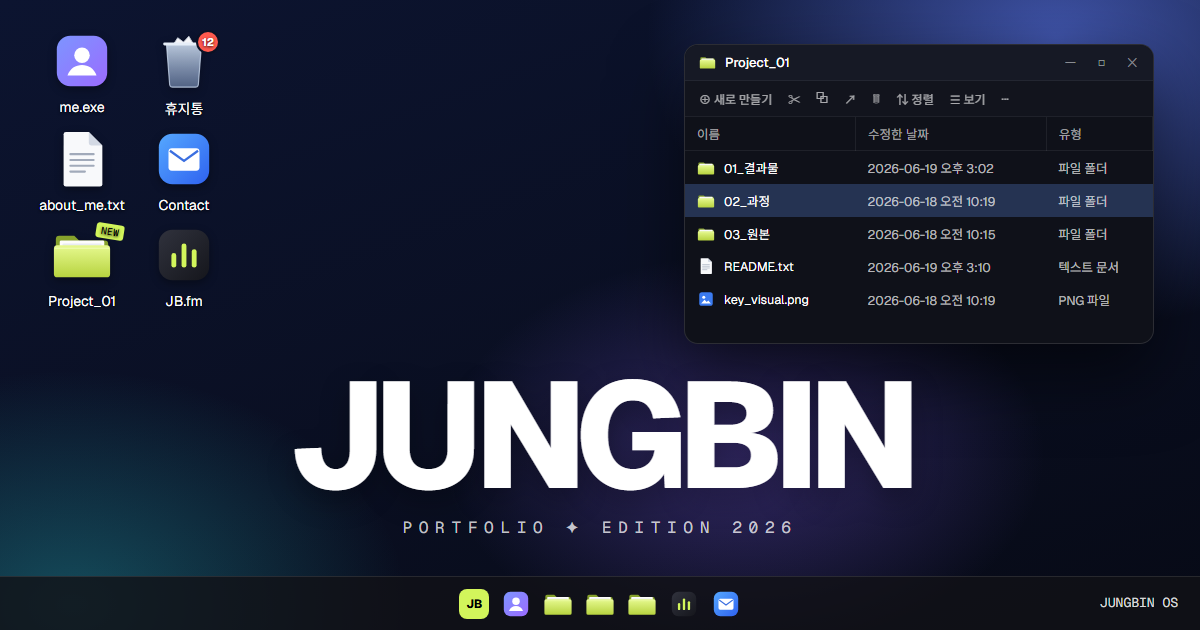 me.exe
12
휴지통
about_me.txt
Contact
NEW
Project_01
JB.fm
Project_01
새로 만들기
정렬
보기
이름 수정한 날짜 유형
01_결과물 2026-06-19 오후 3:02 파일 폴더
02_과정 2026-06-18 오전 10:19 파일 폴더
03_원본 2026-06-18 오전 10:15 파일 폴더
README.txt 2026-06-19 오후 3:10 텍스트 문서
key_visual.png 2026-06-18 오전 10:19 PNG 파일
JUNGBIN
PORTFOLIO ✦ EDITION 2026
JB
JUNGBIN OS